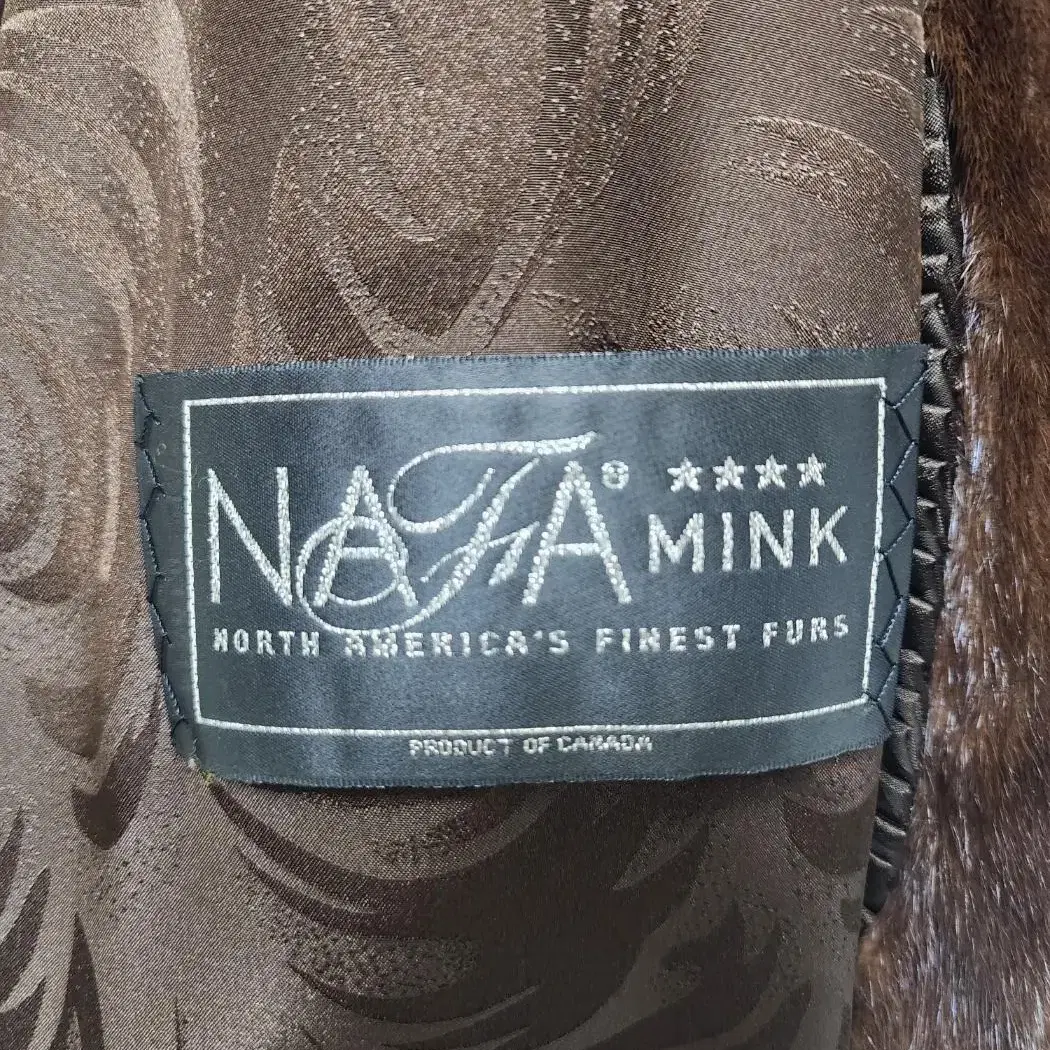 NAFA® ★★★★
MINK
NORTH AMERICA'S FINEST FURS
PRODUCT OF CANADA